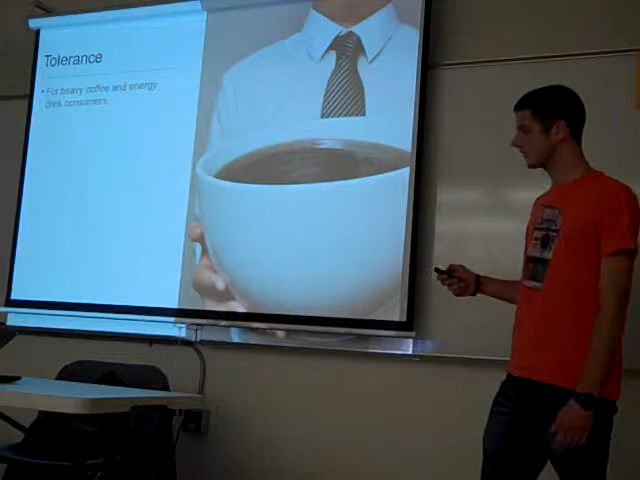 Tolerance
• For heavy coffee and energy
drink consumers